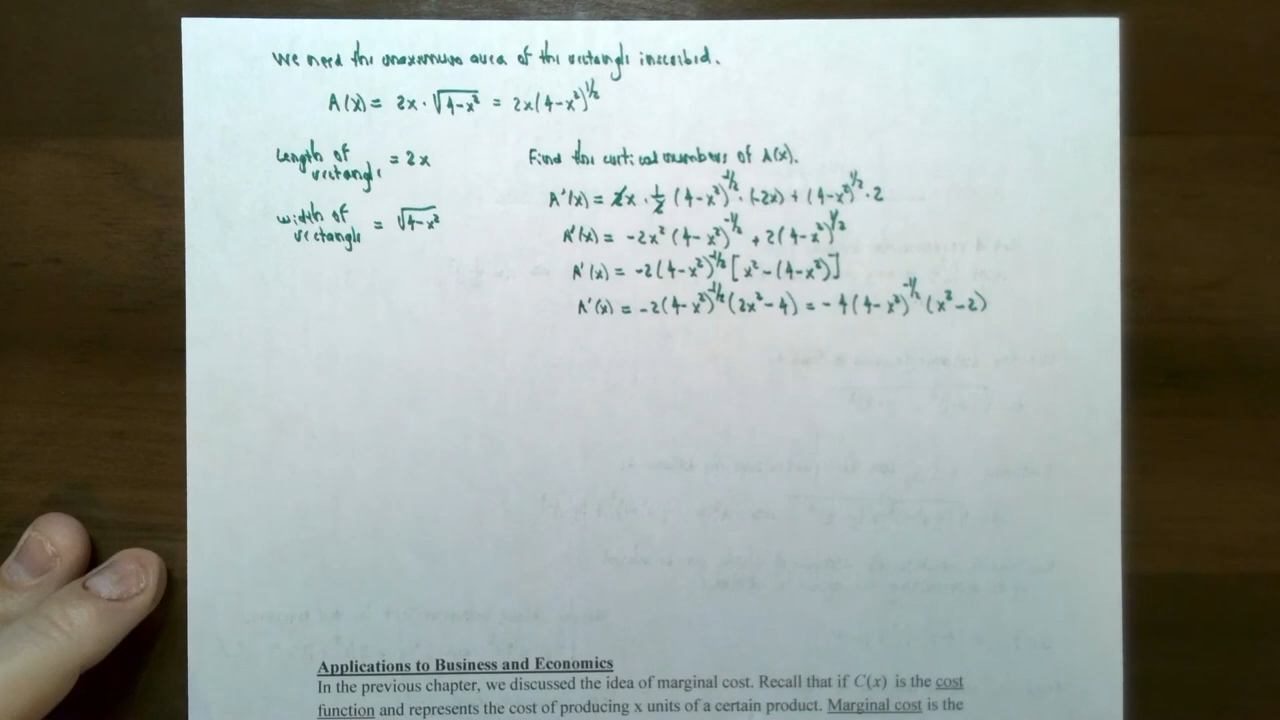 We need the maximum area of the rectangle inscribed.
A(x) = 2x · √(4-x²) = 2x(4-x²)^1/2
Length of rectangle = 2x
width of rectangle = √(4-x²)
Find the critical numbers of A(x).
A'(x) = 2x · 1/2 (4-x²)^-1/2 · (-2x) + (4-x²)^1/2 · 2
A'(x) = -2x² (4-x²)^-1/2 + 2(4-x²)^1/2
A'(x) = -2(4-x²)^-1/2 [x² - (4-x²)]
A'(x) = -2(4-x²)^-1/2 (2x²-4) = -4(4-x²)^-1/2 (x²-2)
Applications to Business and Economics
In the previous chapter, we discussed the idea of marginal cost. Recall that if C(x) is the cost
function and represents the cost of producing x units of a certain product. Marginal cost is the